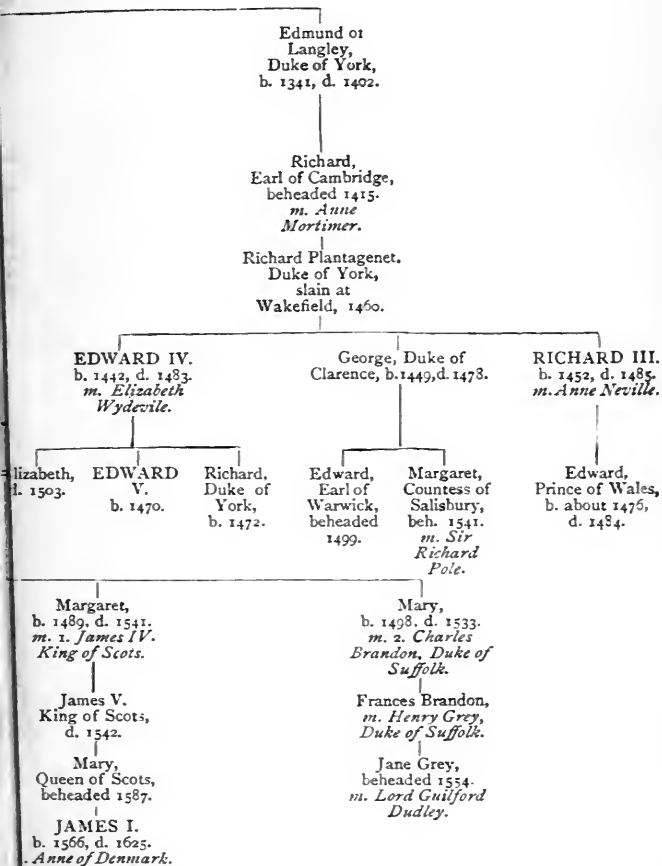 Edmund oi
Langley,
Duke of York,
b. 1341, d. 1402.
Richard,
Earl of Cambridge,
beheaded 1415.
m. Anne
Mortimer.
Richard Plantagenet.
Duke of York,
slain at
Wakefield, 1460.
EDWARD IV.
b. 1442, d. 1483.
m. Elizabeth
Wydevile.
George, Duke of
Clarence, b.1449,d.1478.
RICHARD III.
b. 1452, d. 1485.
m. Anne Neville.
lizabeth,
d. 1503.
EDWARD
V.
b. 1470.
Richard,
Duke of
York,
b. 1472.
Edward,
Earl of
Warwick,
beheaded
1499.
Margaret,
Countess of
Salisbury,
beh. 1541.
m. Sir
Richard
Pole.
Edward,
Prince of Wales,
b. about 1476,
d. 1484.
Margaret,
b. 1489, d. 1541.
m. 1. James IV.
King of Scots.
James V.
King of Scots,
d. 1542.
Mary,
Queen of Scots,
beheaded 1587.
JAMES I.
b. 1566, d. 1625.
. Anne of Denmark.
Mary,
b. 1498, d. 1533.
m. 2. Charles
Brandon, Duke of
Suffolk.
Frances Brandon,
m. Henry Grey,
Duke of Suffolk.
Jane Grey,
beheaded 1554.
m. Lord Guilford
Dudley.